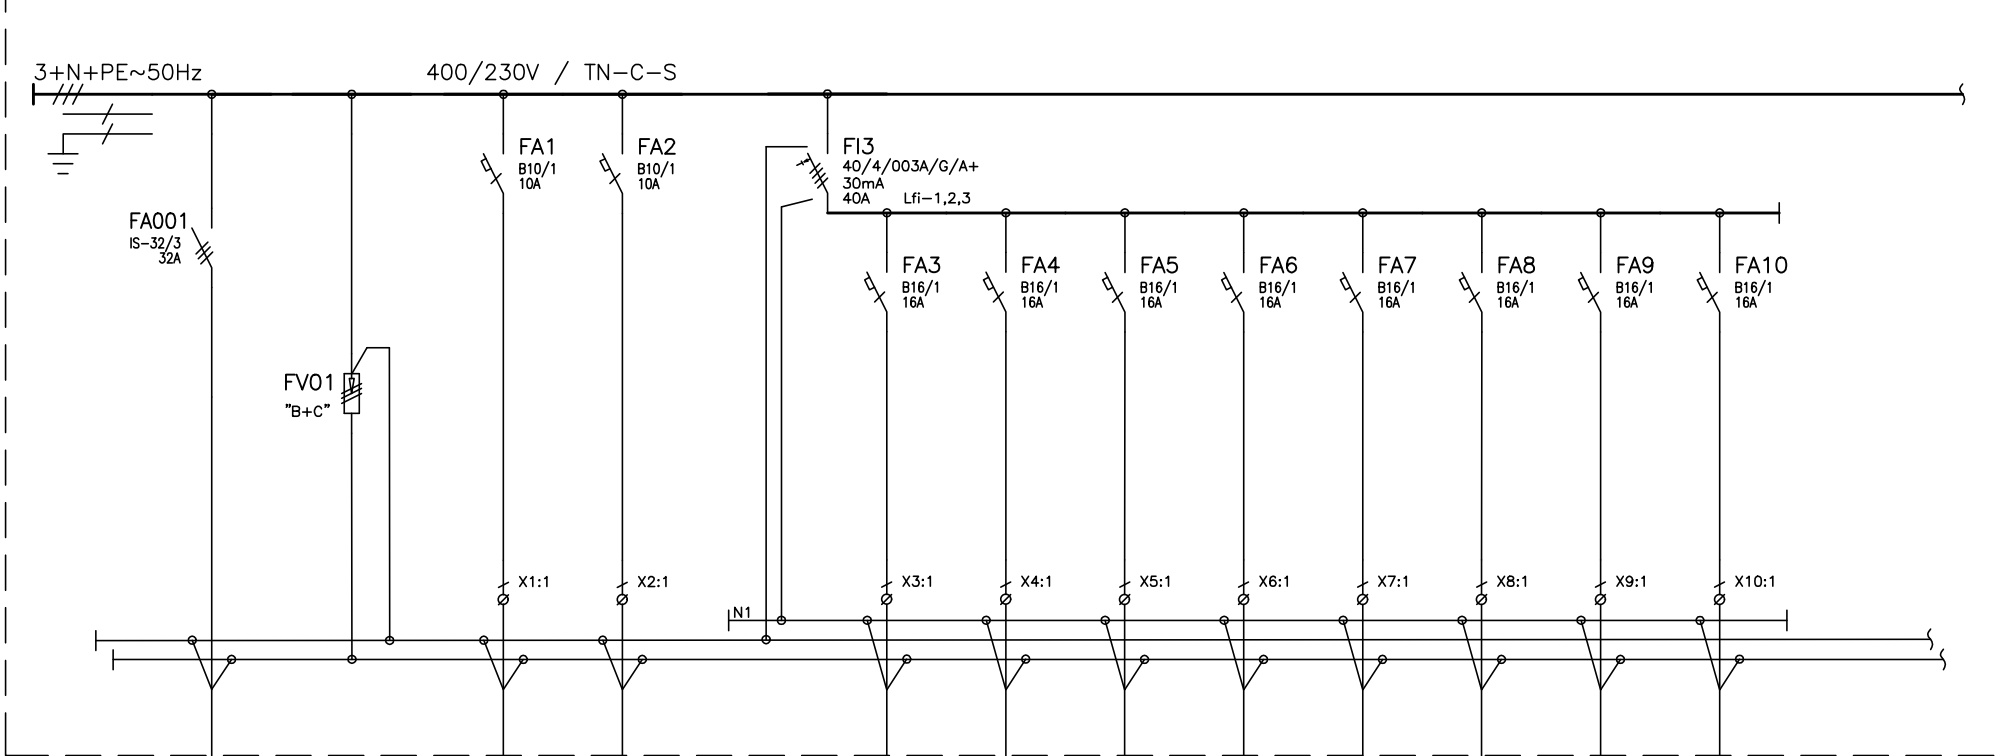 3+N+PE~50Hz
400/230V / TN-C-S
FA1
B10/1
10A
FA2
B10/1
10A
FI3
40/4/003A/G/A+
30mA
40A
Lfi-1,2,3
FA001
IS-32/3
32A
FA3
B16/1
16A
FA4
B16/1
16A
FA5
B16/1
16A
FA6
B16/1
16A
FA7
B16/1
16A
FA8
B16/1
16A
FA9
B16/1
16A
FA10
B16/1
16A
FV01
"B+C"
X1:1
X2:1
X3:1
X4:1
X5:1
X6:1
X7:1
X8:1
X9:1
X10:1
N1